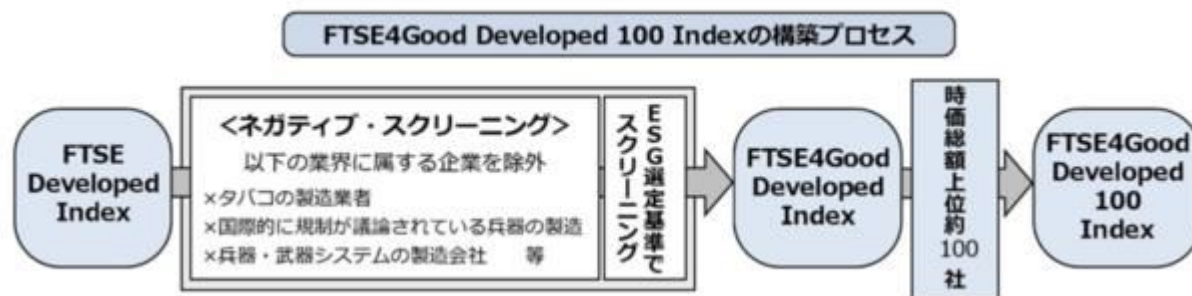 FTSE4Good Developed 100 Indexの構築プロセス
FTSE
Developed
Index
<ネガティブ・スクリーニング>
以下の業界に属する企業を除外
×タバコの製造業者
×国際的に規制が議論されている兵器の製造
×兵器・武器システムの製造会社　等
ESG選定基準で
スクリーニング
FTSE4Good
Developed
Index
時価総額上位約100社
FTSE4Good
Developed
100
Index